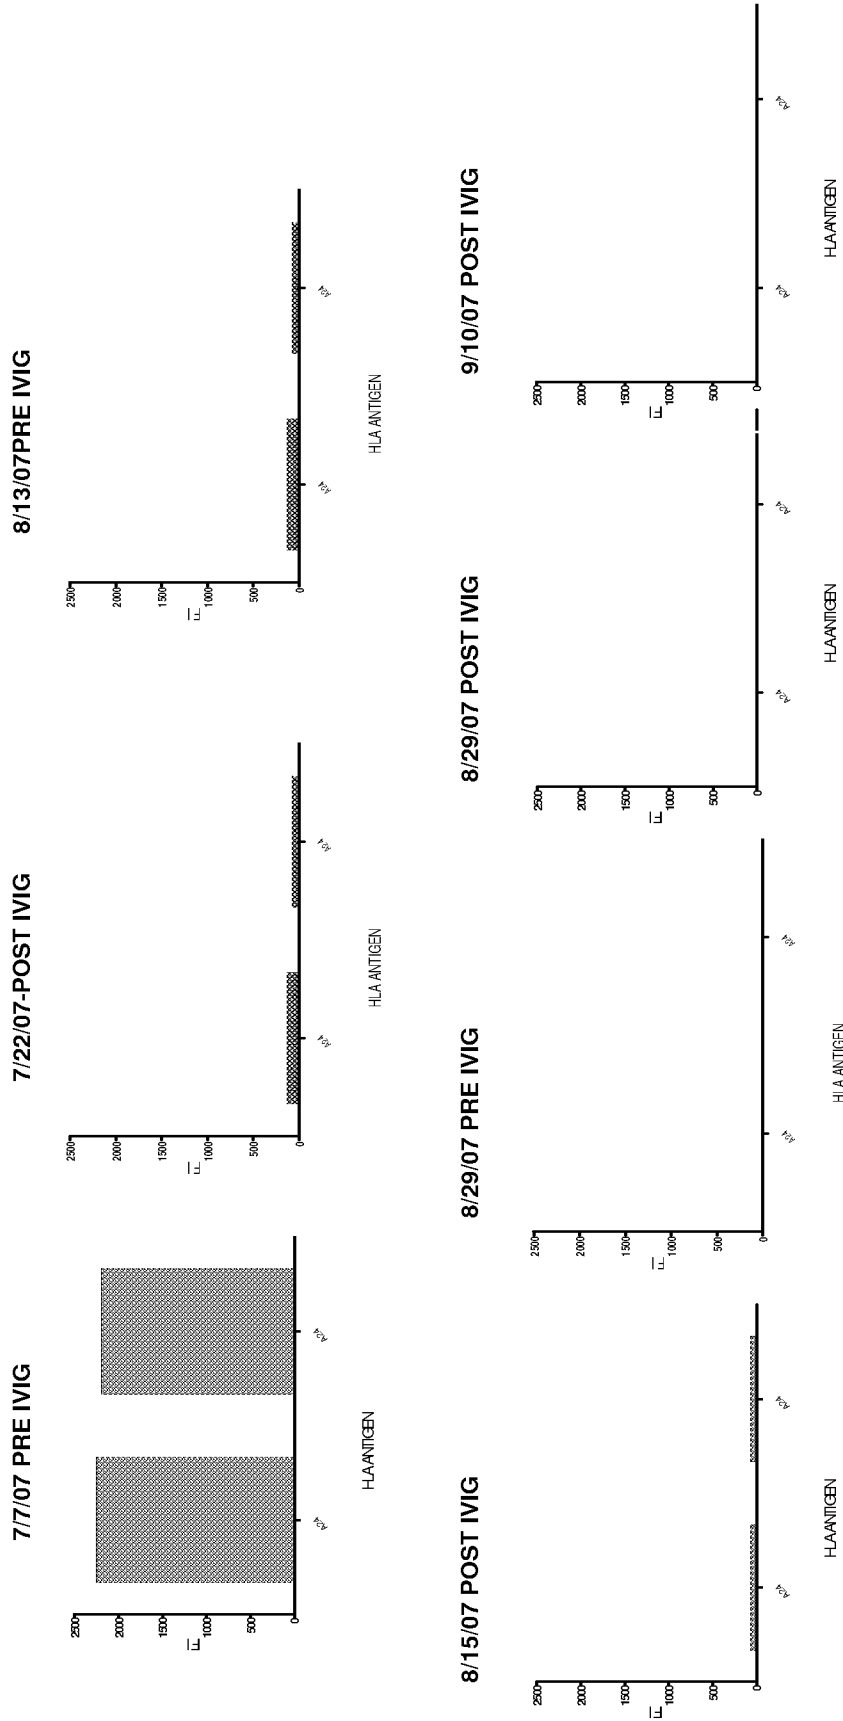 7/7/07 PRE IVIG
2500
2000
1500
1000
500
0
FI
A24
A24
HLA ANTIGEN
7/22/07-POST IVIG
2500
2000
1500
1000
500
0
FI
A24
A24
HLA ANTIGEN
8/13/07PRE IVIG
2500
2000
1500
1000
500
0
FI
A24
A24
HLA ANTIGEN
8/15/07 POST IVIG
2500
2000
1500
1000
500
0
FI
A24
A24
HLA ANTIGEN
8/29/07 PRE IVIG
2500
2000
1500
1000
500
0
FI
A24
A24
HLA ANTIGEN
8/29/07 POST IVIG
2500
2000
1500
1000
500
0
FI
A24
A24
HLA ANTIGEN
9/10/07 POST IVIG
2500
2000
1500
1000
500
0
FI
A24
A24
HLA ANTIGEN